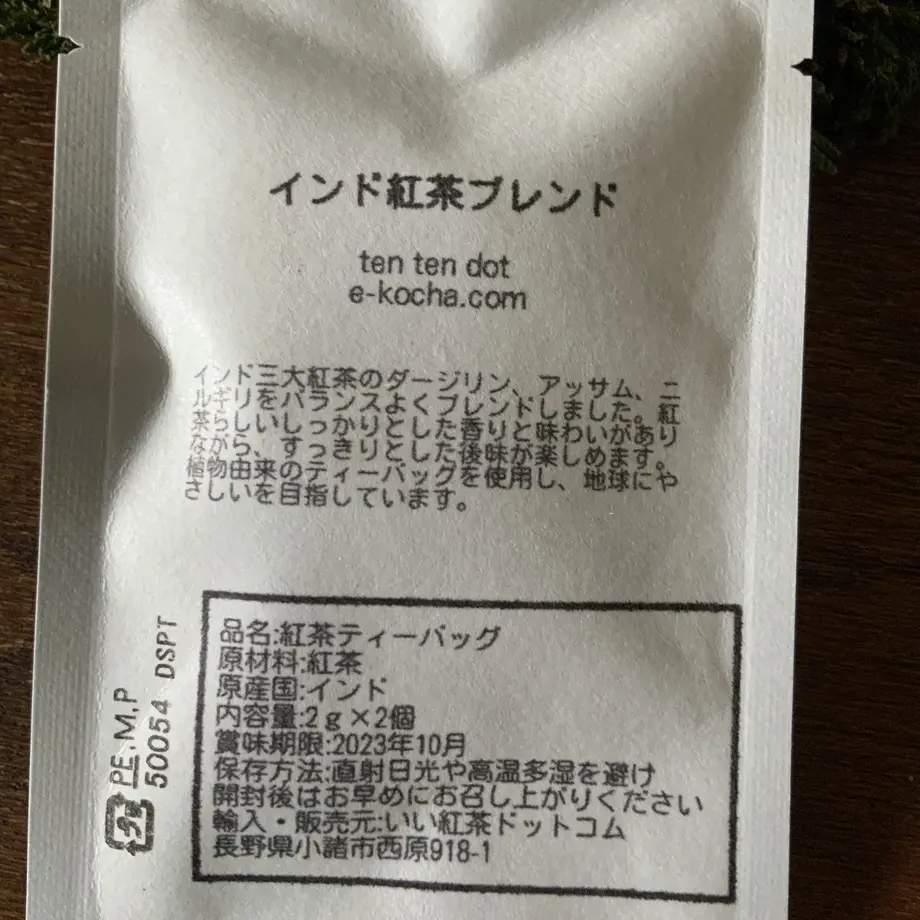 インド紅茶ブレンド
ten ten dot
e-kocha.com
インド三大紅茶のダージリン、アッサム、ニ
ルギリをバランスよくブレンドしました。紅
茶らしいしっかりとした香りと味わいがあり
ながら、すっきりとした後味が楽しめます。
植物由来のティーバッグを使用し、地球にや
さしいを目指しています。
品名:紅茶ティーバッグ
原材料:紅茶
原産国:インド
内容量:2g×2個
賞味期限:2023年10月
保存方法:直射日光や高温多湿を避け
開封後はお早めにお召し上がりください
輸入・販売元:いい紅茶ドットコム
長野県小諸市西原918-1
プラ
PE,M,P
50054 DSPT